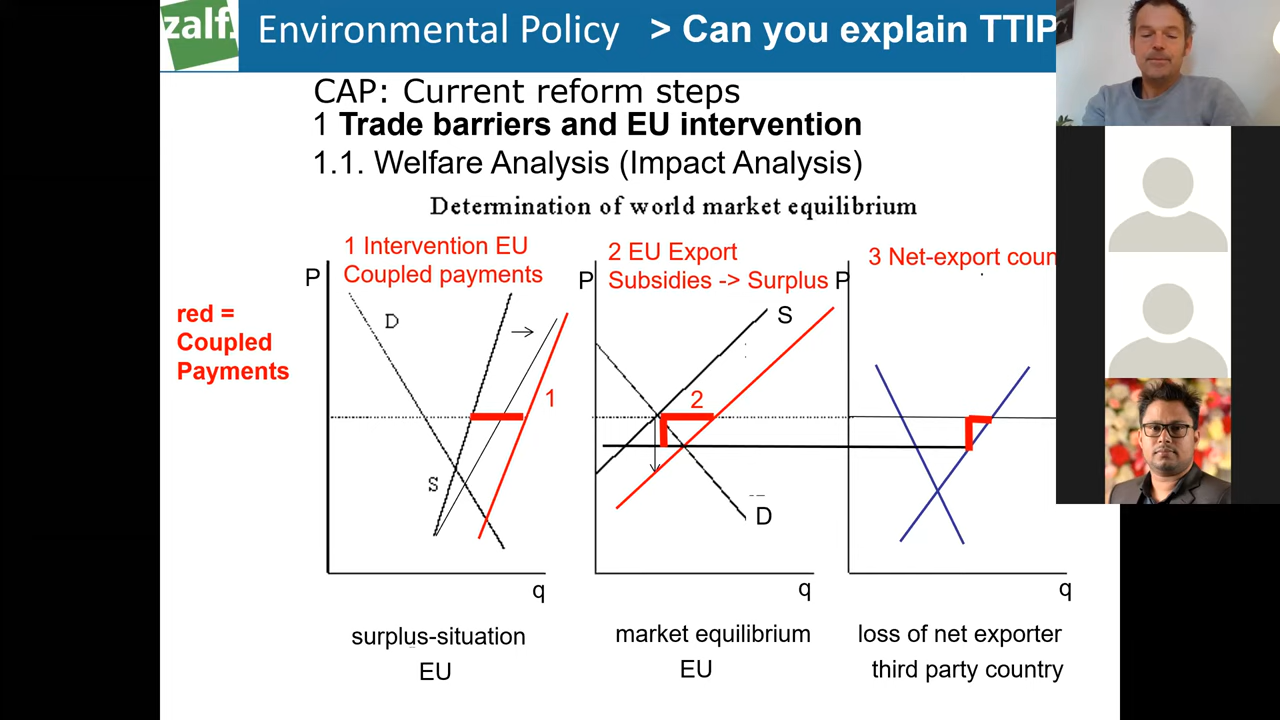 zalf.
Environmental Policy > Can you explain TTIP
CAP: Current reform steps
1 Trade barriers and EU intervention
1.1. Welfare Analysis (Impact Analysis)
Determination of world market equilibrium
1 Intervention EU
Coupled payments
2 EU Export
Subsidies -> Surplus
3 Net-export coun
P
P
P
red =
Coupled
Payments
D
S
1
S
2
D
q
q
q
surplus-situation
EU
market equilibrium
EU
loss of net exporter
third party country